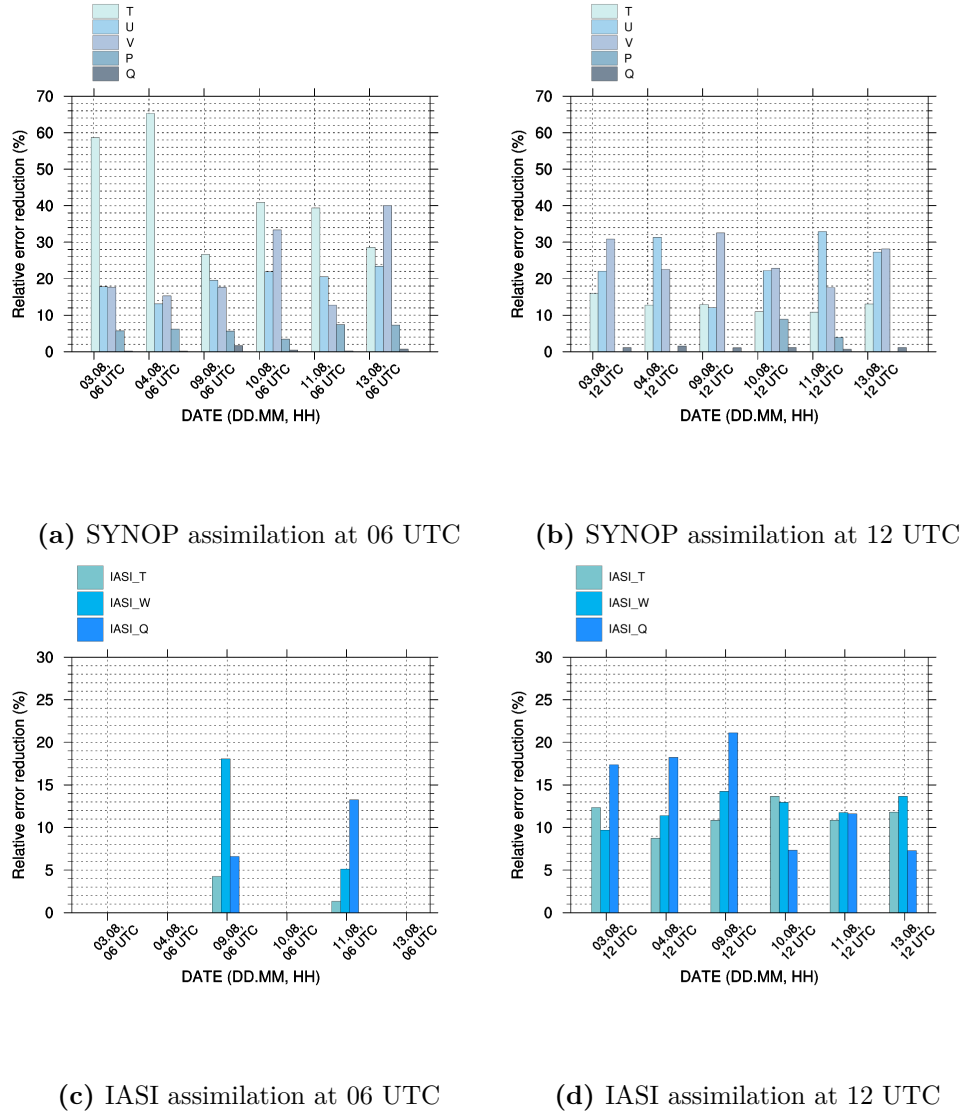 T
U
V
P
Q
Relative error reduction (%)
70
60
50
40
30
20
10
0
03.08, 06 UTC
04.08, 06 UTC
09.08, 06 UTC
10.08, 06 UTC
11.08, 06 UTC
13.08, 06 UTC
DATE (DD.MM, HH)
T
U
V
P
Q
Relative error reduction (%)
70
60
50
40
30
20
10
0
03.08, 12 UTC
04.08, 12 UTC
09.08, 12 UTC
10.08, 12 UTC
11.08, 12 UTC
13.08, 12 UTC
DATE (DD.MM, HH)
(a) SYNOP assimilation at 06 UTC
(b) SYNOP assimilation at 12 UTC
IASI_T
IASI_W
IASI_Q
Relative error reduction (%)
30
25
20
15
10
5
0
03.08, 06 UTC
04.08, 06 UTC
09.08, 06 UTC
10.08, 06 UTC
11.08, 06 UTC
13.08, 06 UTC
DATE (DD.MM, HH)
IASI_T
IASI_W
IASI_Q
Relative error reduction (%)
30
25
20
15
10
5
0
03.08, 12 UTC
04.08, 12 UTC
09.08, 12 UTC
10.08, 12 UTC
11.08, 12 UTC
13.08, 12 UTC
DATE (DD.MM, HH)
(c) IASI assimilation at 06 UTC
(d) IASI assimilation at 12 UTC